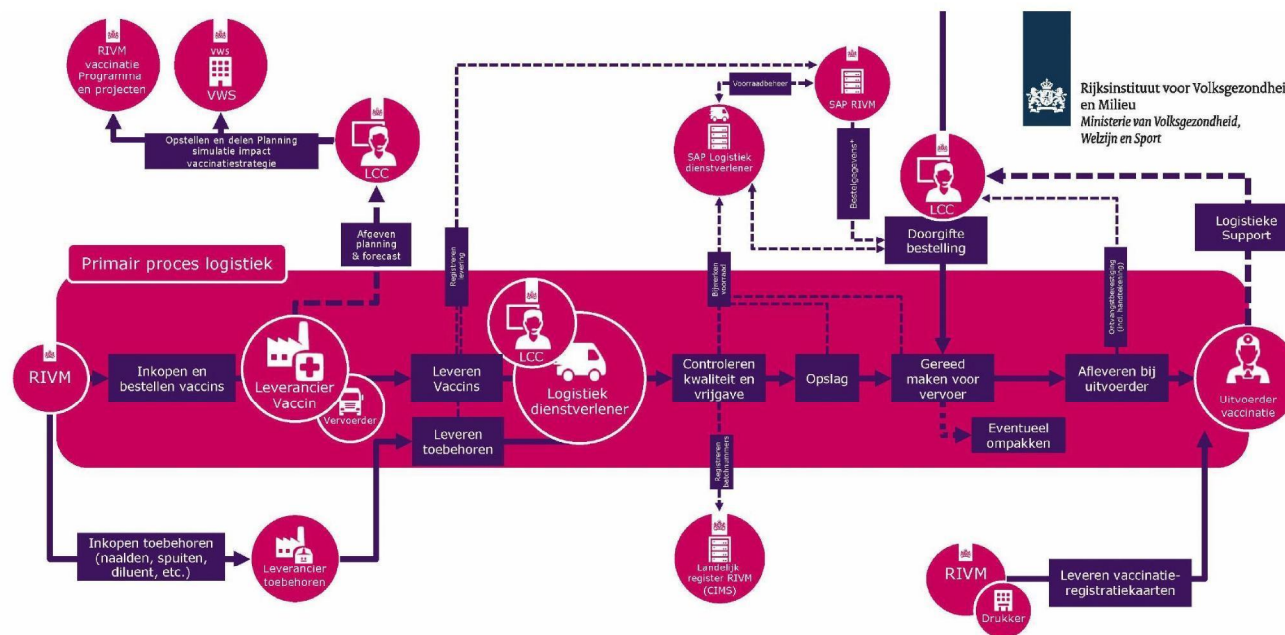 RIVM
vaccinatie
Programma
en projecten
vws
VWS
Opstellen en delen Planning
simulatie impact
vaccinatiestrategie
LCC
Afgeven
planning
& forecast
Registreren
levering
Voorraadbeheer
SAP RIVM
SAP Logistiek
dienstverlener
Bestelgegevens*
LCC
Doorgifte
bestelling
Rijksinstituut voor Volksgezondhei
en Milieu
Ministerie van Volksgezondheid,
Welzijn en Sport
Logistieke
Support
Primair proces logistiek
Bijwerken
voorraad
Ontvangstbevestiging
(incl. handtekening)
RIVM
Inkopen en
bestellen vaccins
Leverancier
Vaccin
Vervoerder
Leveren
Vaccins
Leveren
toebehoren
LCC
Logistiek
dienstverlener
Controleren
kwaliteit en
vrijgave
Opslag
Gereed
maken voor
vervoer
Eventueel
ompakken
Afleveren bij
uitvoerder
Uitvoerder
vaccinatie
Registreren
batchnummers
Inkopen toebehoren
(naalden, spuiten,
diluent, etc.)
Leverancier
toebehoren
Landelijk
register RIVM
(CIMS)
RIVM
Drukker
Leveren vaccinatie-
registratiekaarten